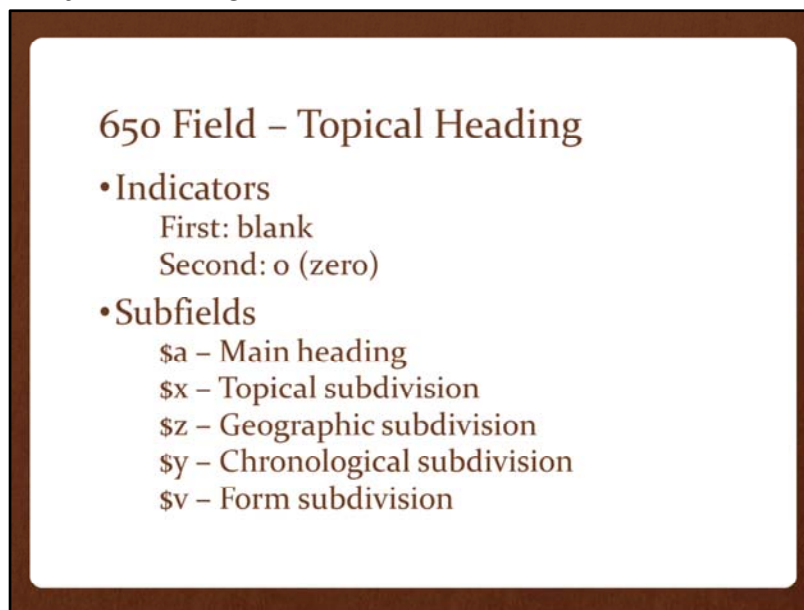 650 Field – Topical Heading
•Indicators
First: blank
Second: 0 (zero)
•Subfields
$a – Main heading
$x – Topical subdivision
$z – Geographic subdivision
$y – Chronological subdivision
$v – Form subdivision